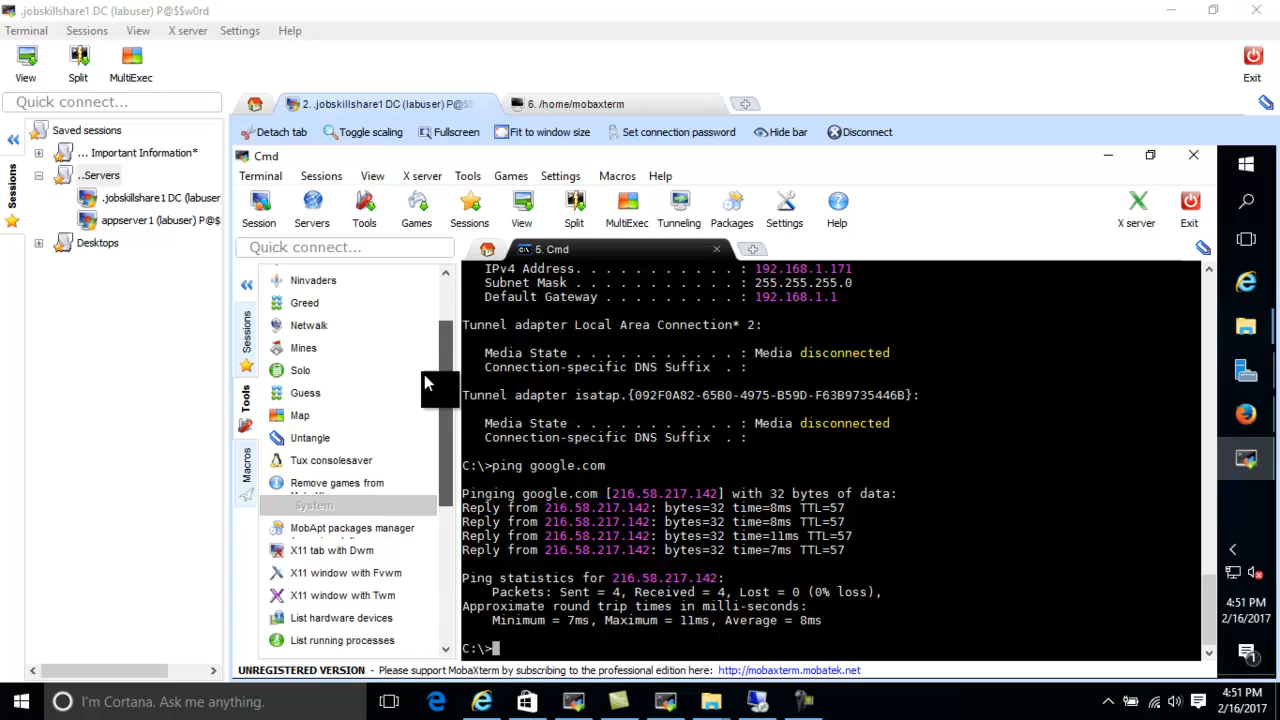 .jobskillshare1 DC (labuser) P@$$w0rd
Terminal Sessions View X server Settings Help
View Split MultiExec Exit
Quick connect...
2. .jobskillshare1 DC (labuser) P@$
6. /home/mobaxterm
Detach tab Toggle scaling Fullscreen Fit to window size Set connection password Hide bar Disconnect
Sessions
Saved sessions
... Important Information*
..Servers
.jobskillshare1 DC (labuser
appserver1 (labuser) P@$
Desktops
Cmd
Terminal Sessions View X server Tools Games Settings Macros Help
Session Servers Tools Games Sessions View Split MultiExec Tunneling Packages Settings Help X server Exit
Quick connect...
5. Cmd
Sessions
Tools
Macros
Ninvaders
Greed
Netwalk
Mines
Solo
Guess
Map
Untangle
Tux consolesaver
Remove games from
System
MobApt packages manager
X11 tab with Dwm
X11 window with Fvwm
X11 window with Twm
List hardware devices
List running processes
IPv4 Address. . . . . . . . . . . : 192.168.1.171
Subnet Mask . . . . . . . . . . . : 255.255.255.0
Default Gateway . . . . . . . . . : 192.168.1.1
Tunnel adapter Local Area Connection* 2:
Media State . . . . . . . . . . . : Media disconnected
Connection-specific DNS Suffix  . :
Tunnel adapter isatap.{092F0A82-65B0-4975-B59D-F63B9735446B}:
Media State . . . . . . . . . . . : Media disconnected
Connection-specific DNS Suffix  . :
C:\>ping google.com
Pinging google.com [216.58.217.142] with 32 bytes of data:
Reply from 216.58.217.142: bytes=32 time=8ms TTL=57
Reply from 216.58.217.142: bytes=32 time=8ms TTL=57
Reply from 216.58.217.142: bytes=32 time=11ms TTL=57
Reply from 216.58.217.142: bytes=32 time=7ms TTL=57
Ping statistics for 216.58.217.142:
Packets: Sent = 4, Received = 4, Lost = 0 (0% loss),
Approximate round trip times in milli-seconds:
Minimum = 7ms, Maximum = 11ms, Average = 8ms
C:\>
UNREGISTERED VERSION - Please support MobaXterm by subscribing to the professional edition here: http://mobaxterm.mobatek.net
4:51 PM
2/16/2017
1
I'm Cortana. Ask me anything.
4:51 PM
2/16/2017